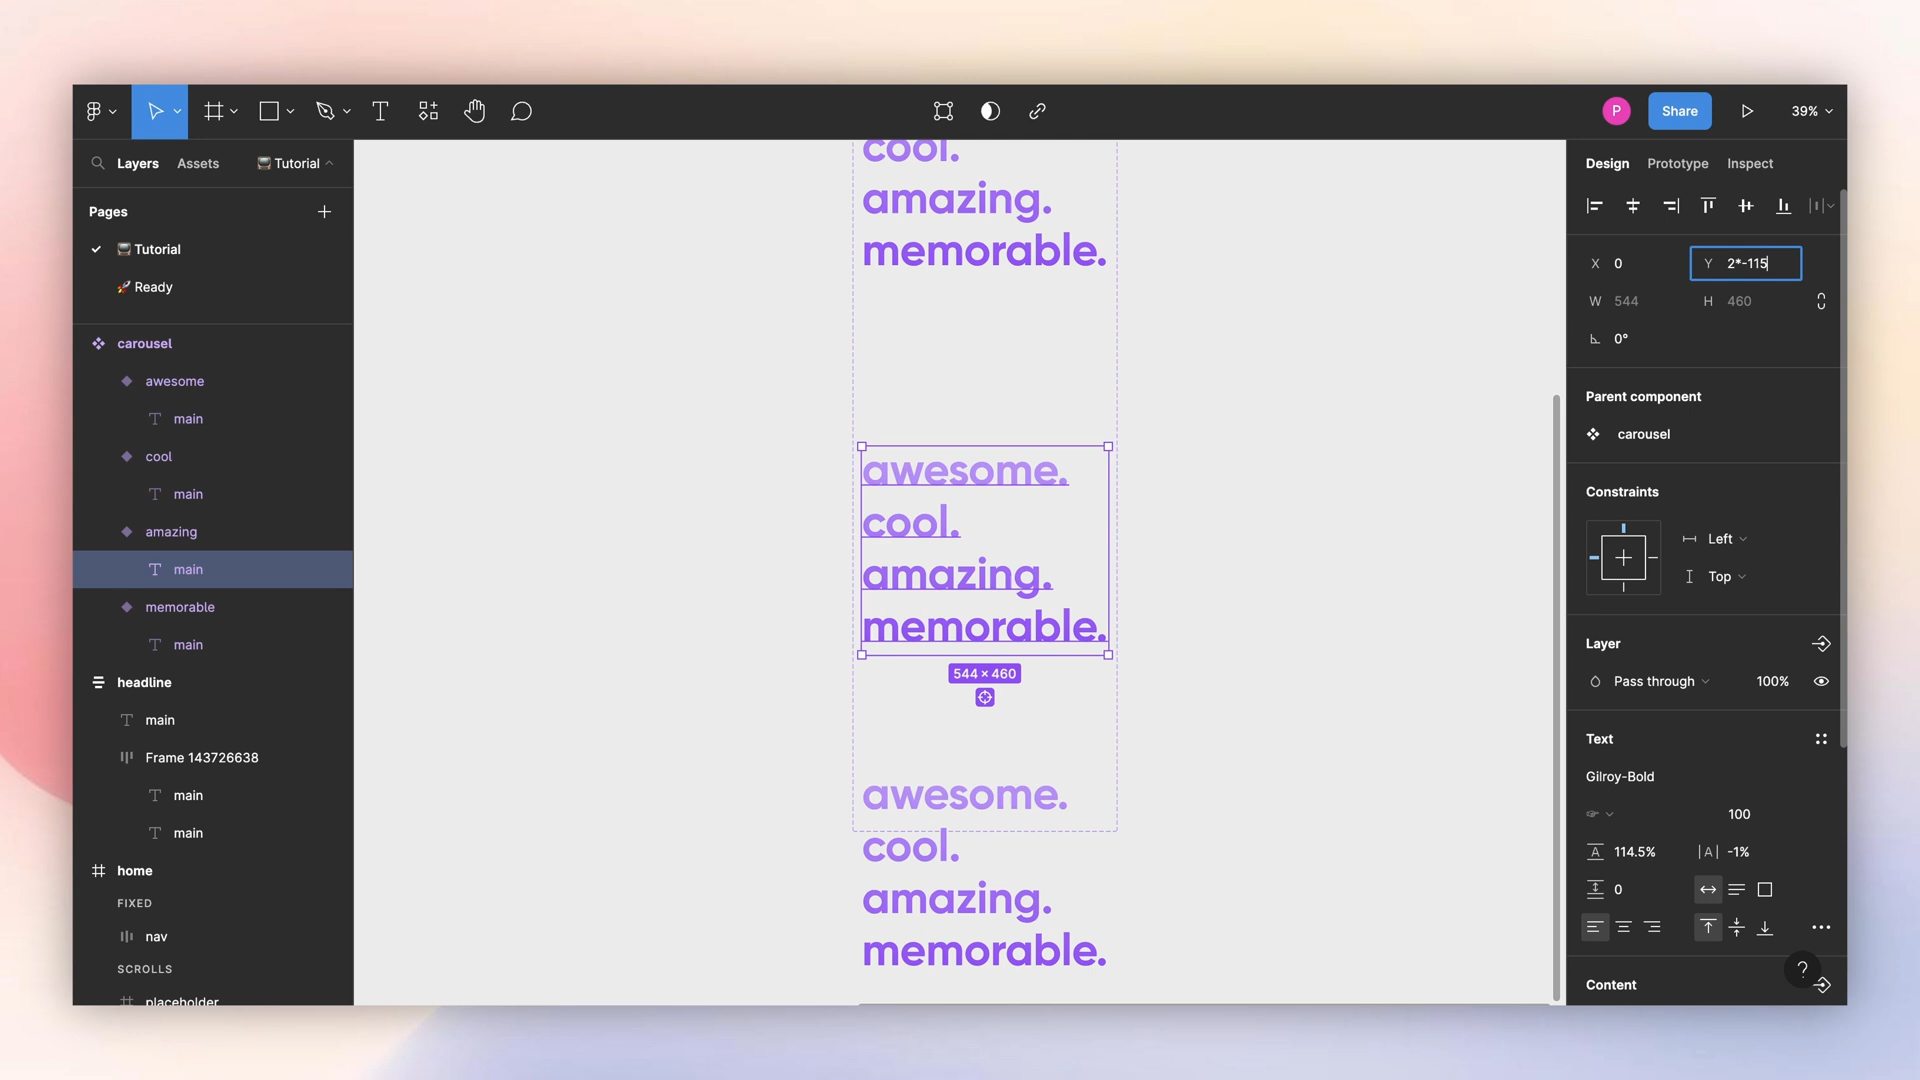 P
Share
39%
Layers
Assets
Tutorial
Pages
Tutorial
Ready
carousel
awesome
main
cool
main
amazing
main
memorable
main
headline
main
Frame 143726638
main
main
home
FIXED
nav
SCROLLS
placeholder
cool.
amazing.
memorable.
awesome.
cool.
amazing.
memorable.
544 × 460
awesome.
cool.
amazing.
memorable.
Design
Prototype
Inspect
X 0
Y 2*-115
W 544
H 460
0°
Parent component
carousel
Constraints
Left
Top
Layer
Pass through
100%
Text
Gilroy-Bold
100
A 114.5%
|A| -1%
0
Content
?